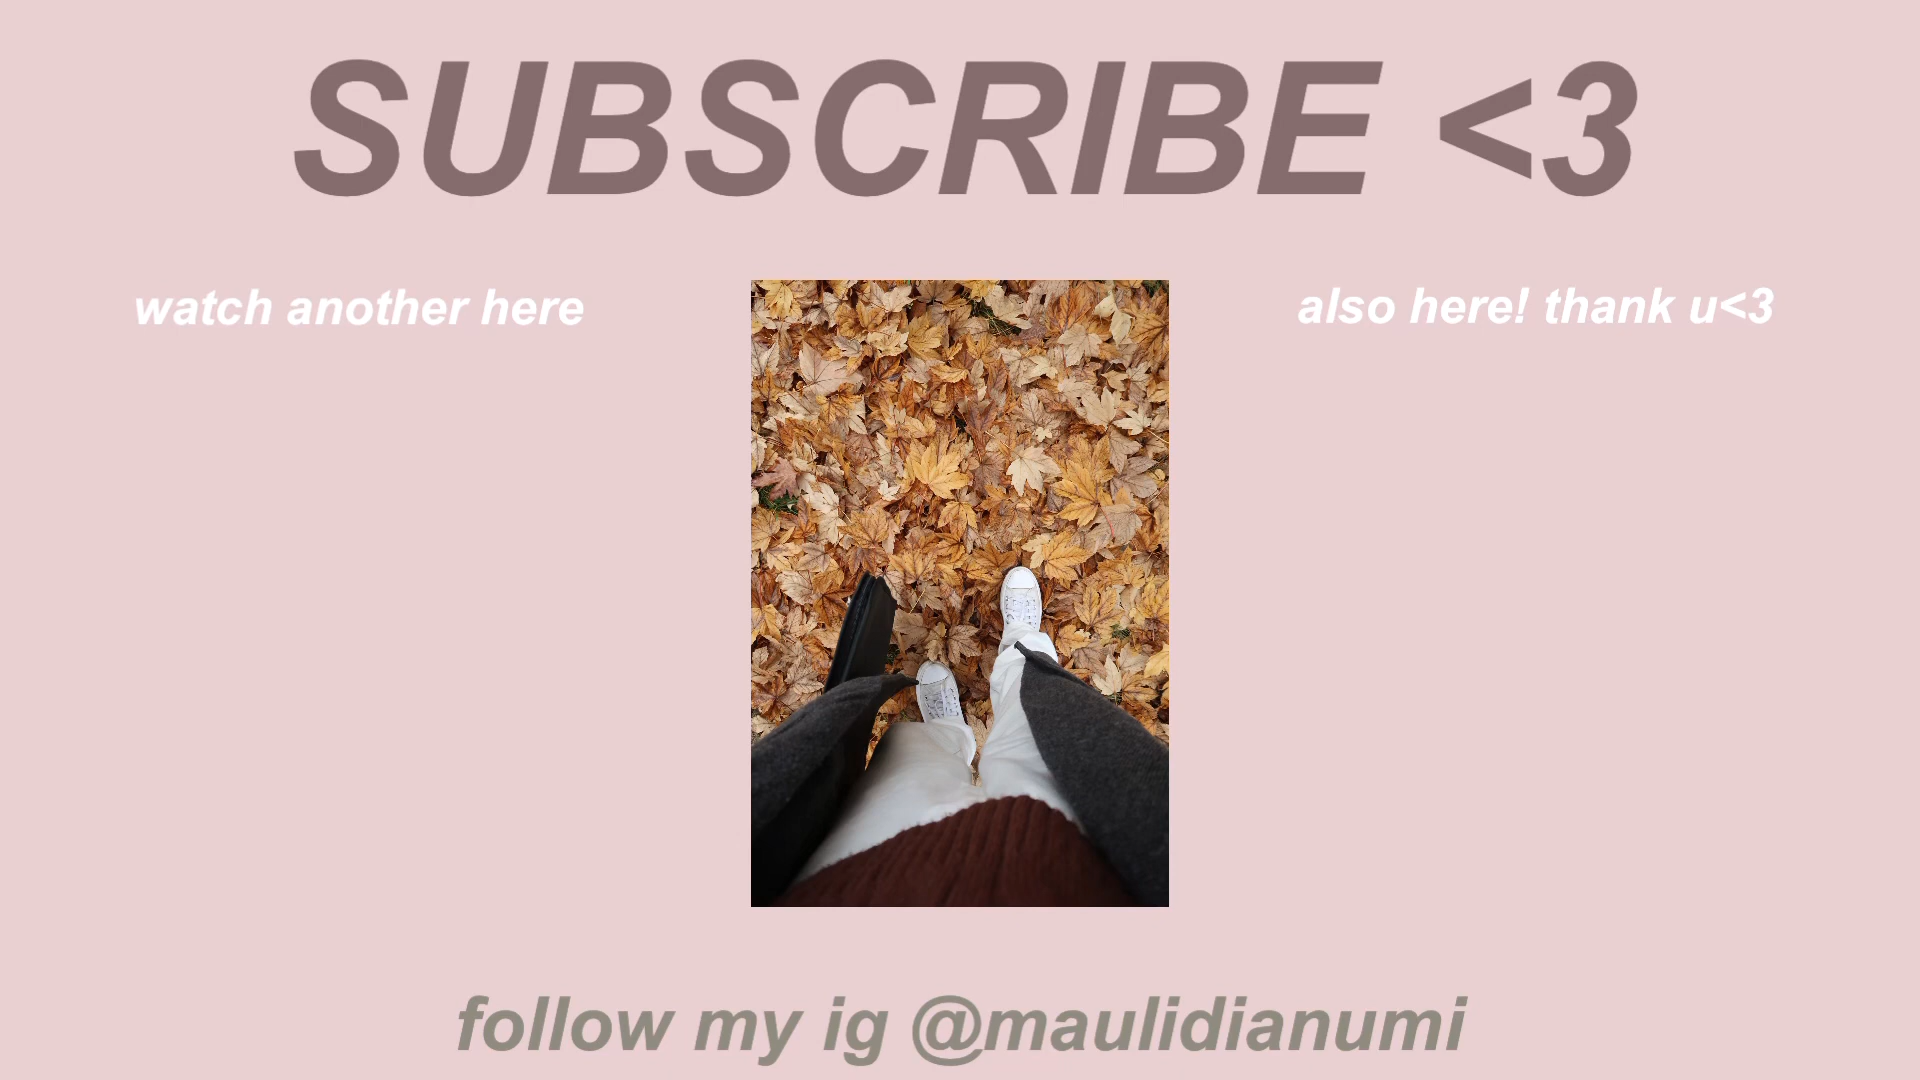 SUBSCRIBE <3
watch another here
also here! thank u<3
follow my ig @maulidianumi